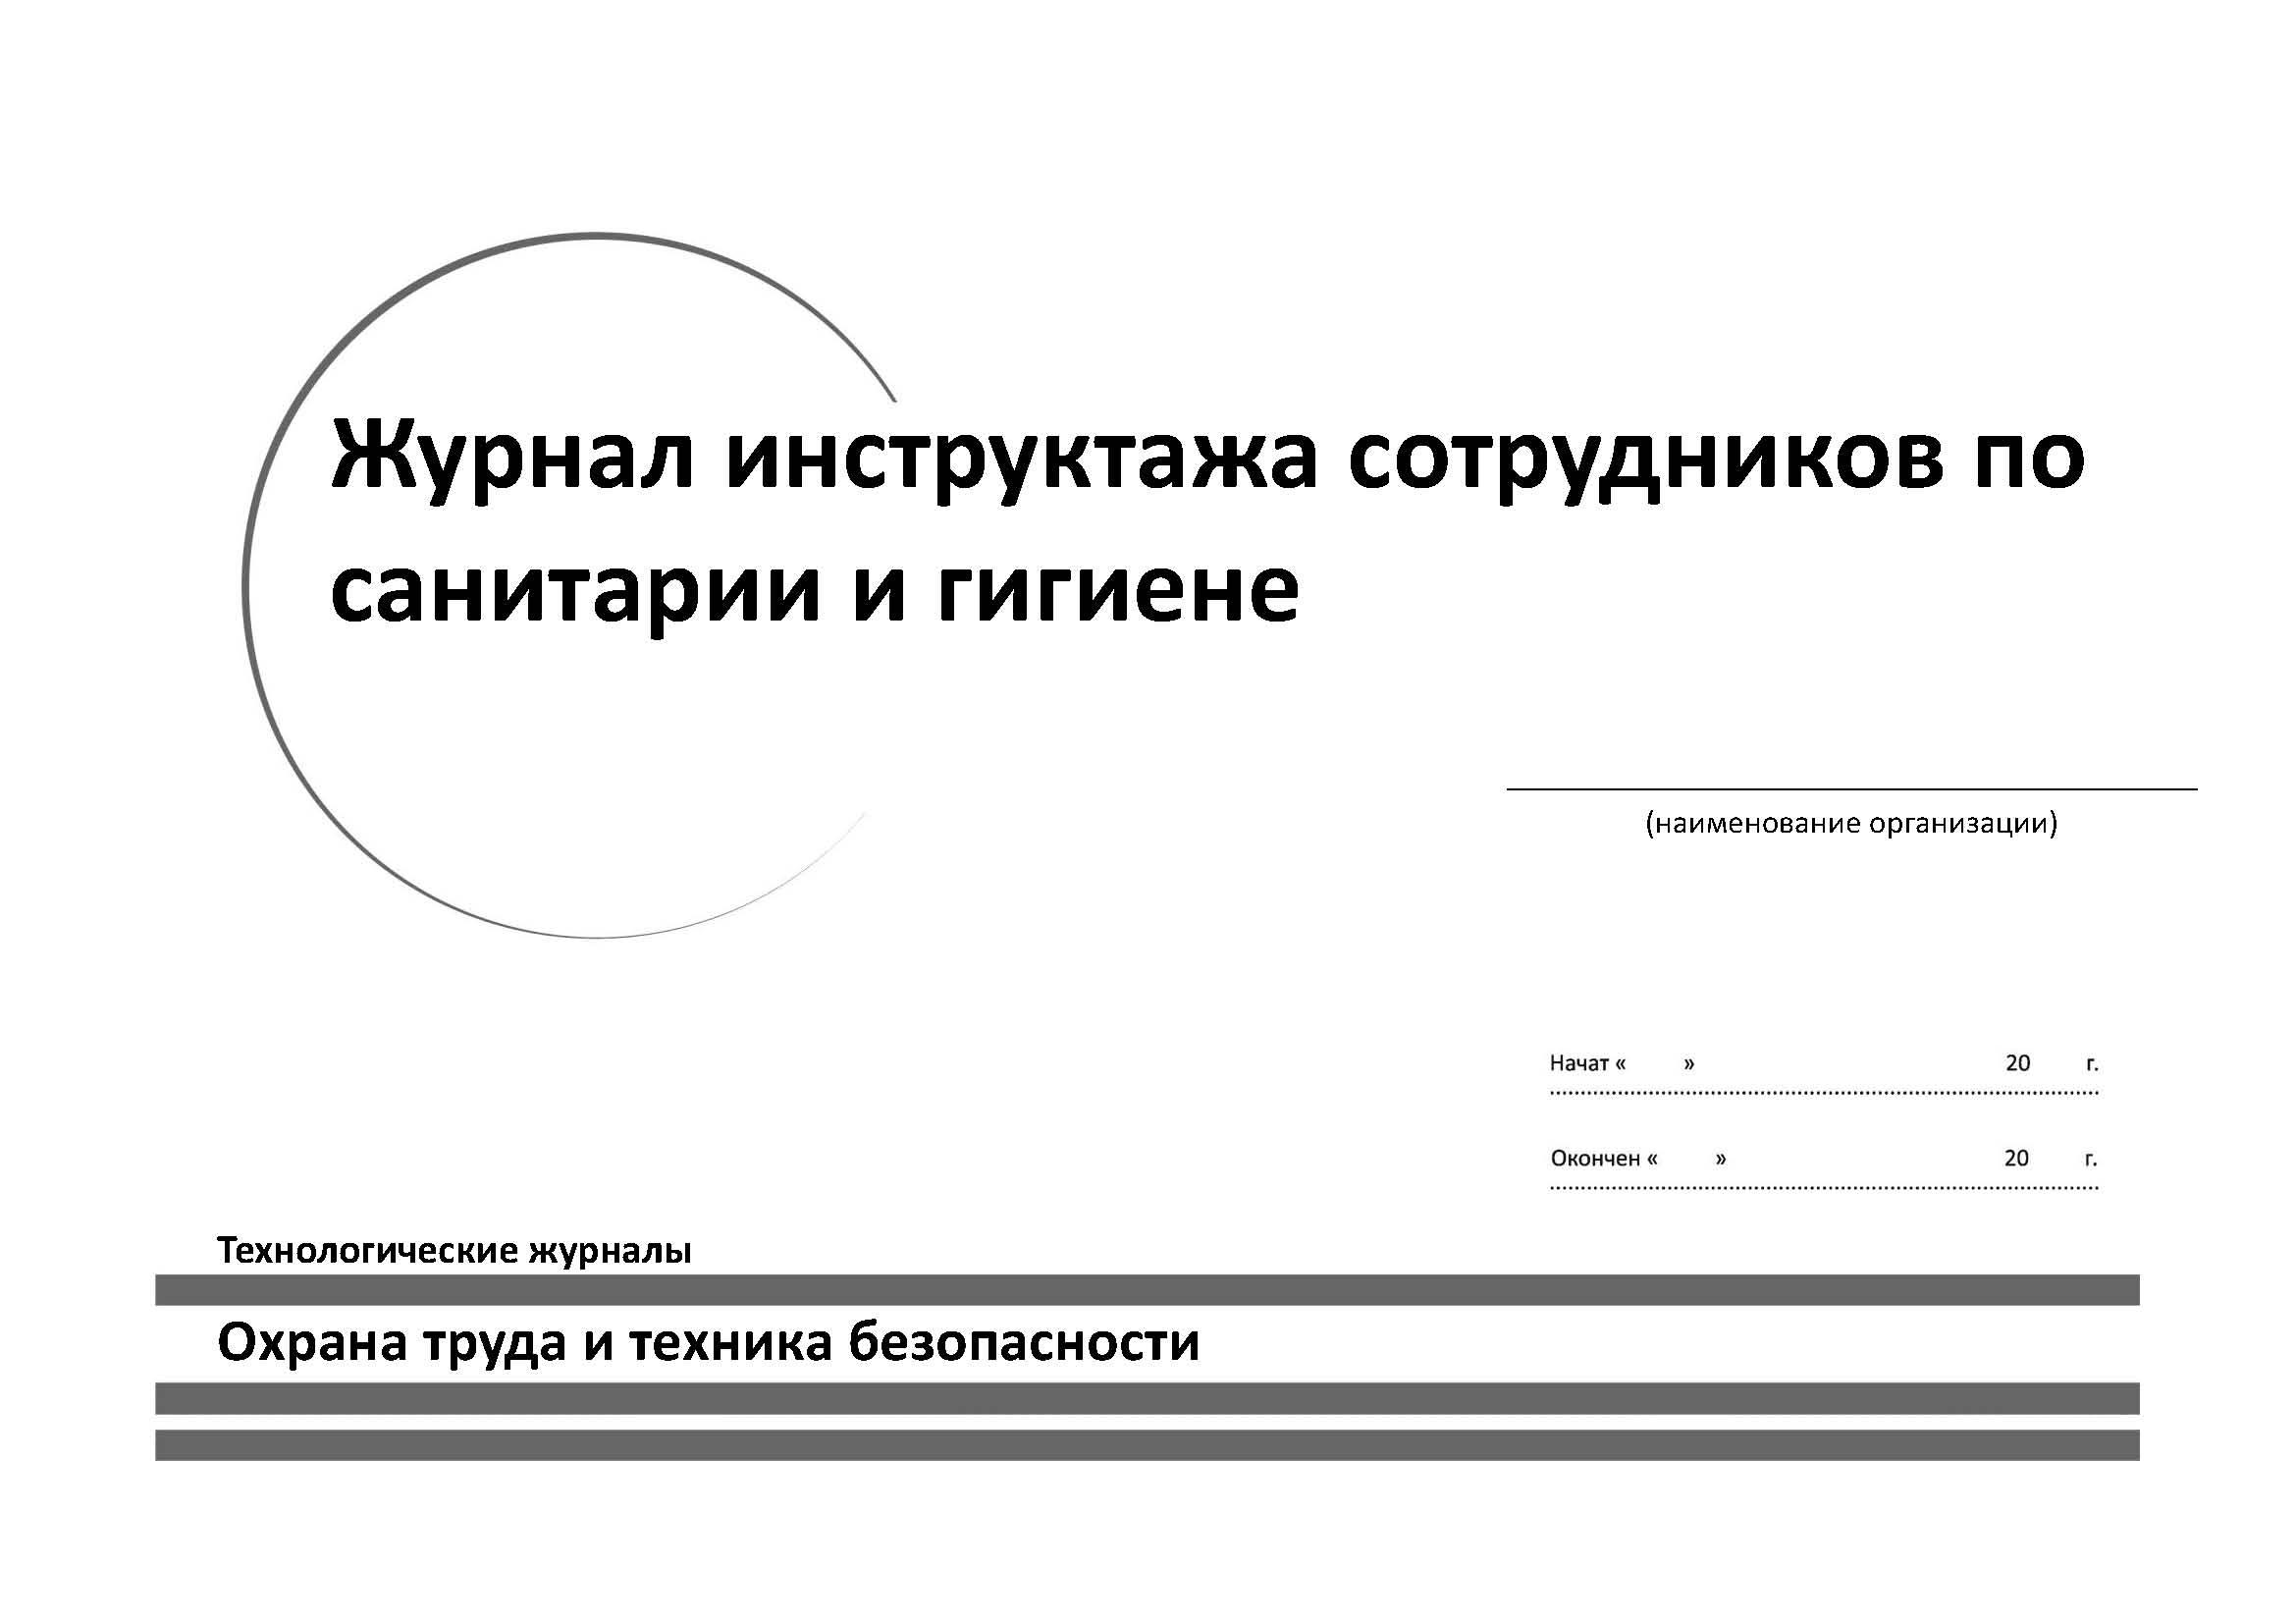 Журнал инструктажа сотрудников по
санитарии и гигиене
(наименование организации)
Начат « » 20 г.
Окончен « » 20 г.
Технологические журналы
Охрана труда и техника безопасности